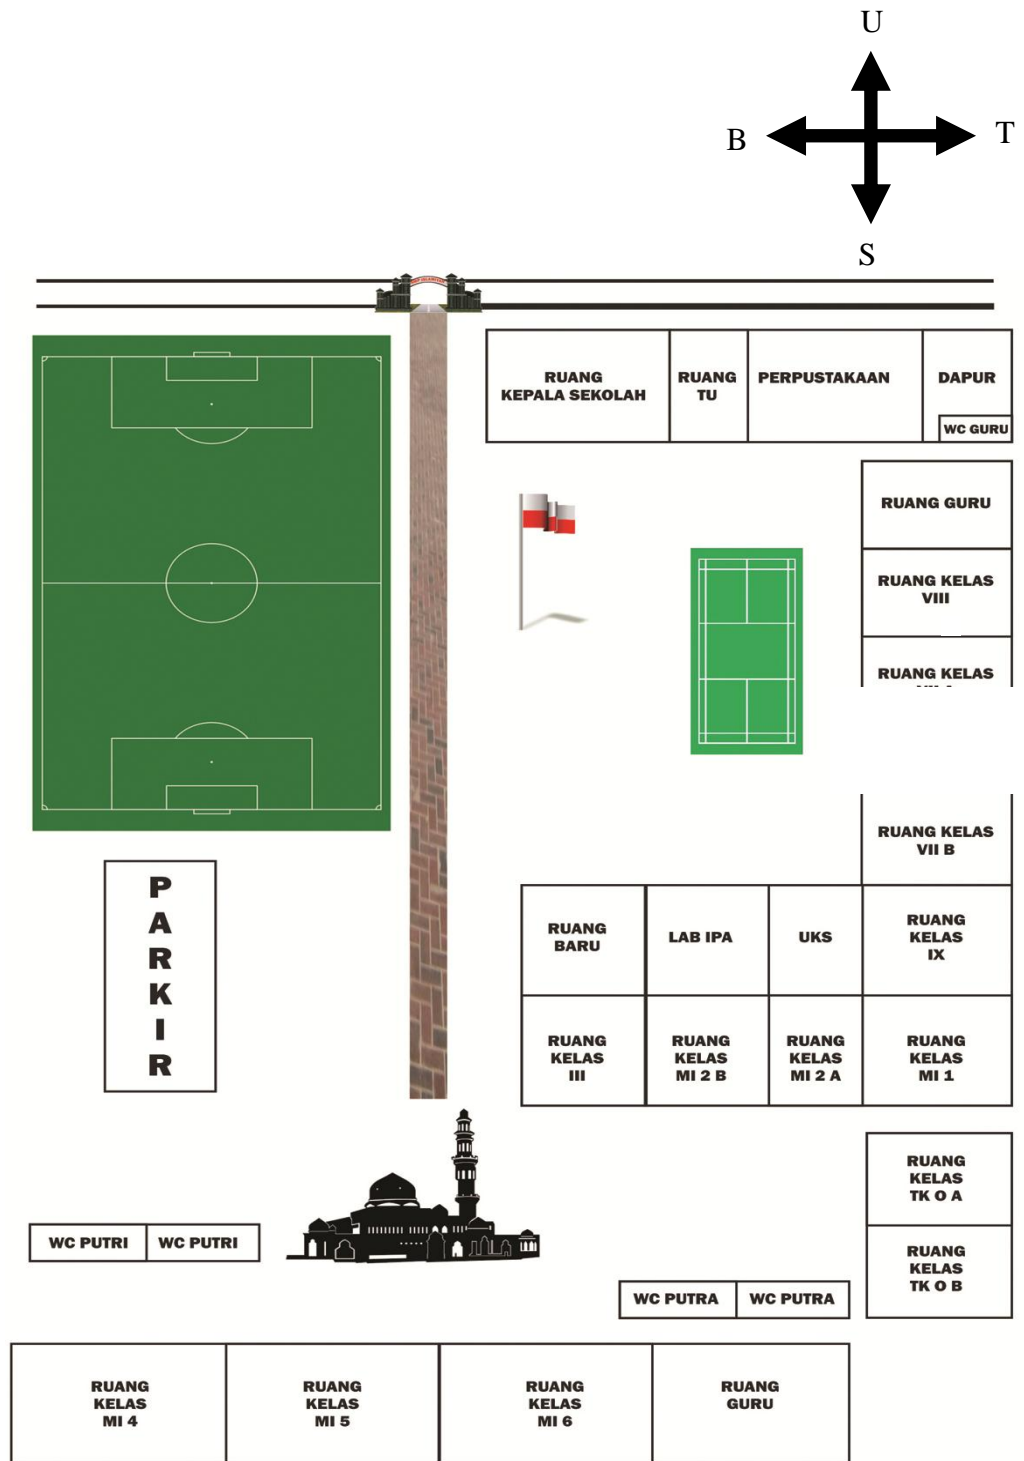 U
B
T
S
RUANG
KEPALA SEKOLAH
RUANG
TU
PERPUSTAKAAN
DAPUR
WC GURU
RUANG GURU
RUANG KELAS
VIII
RUANG KELAS
RUANG KELAS
VII B
P
A
R
K
I
R
RUANG
BARU
LAB IPA
UKS
RUANG
KELAS
IX
RUANG
KELAS
III
RUANG
KELAS
MI 2 B
RUANG
KELAS
MI 2 A
RUANG
KELAS
MI 1
RUANG
KELAS
TK O A
RUANG
KELAS
TK O B
WC PUTRI
WC PUTRI
WC PUTRA
WC PUTRA
RUANG
KELAS
MI 4
RUANG
KELAS
MI 5
RUANG
KELAS
MI 6
RUANG
GURU